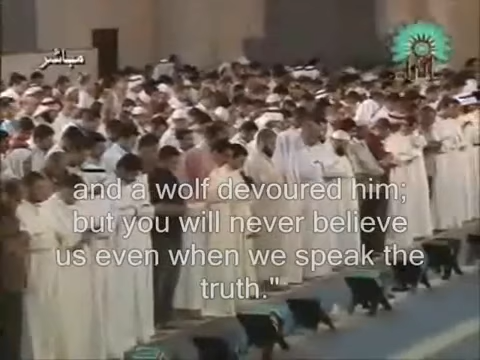 مباشر
and a wolf devoured him;
but you will never believe
us even when we speak the
truth."